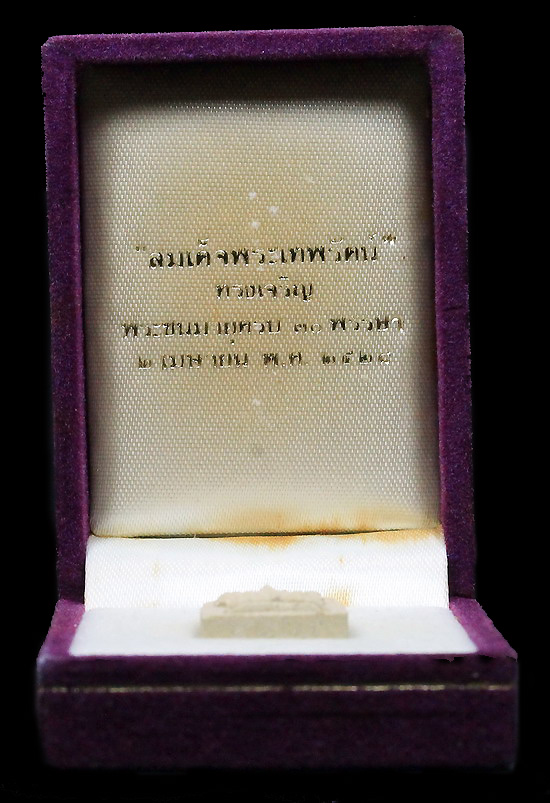 "สมเด็จพระเทพรัตน์ฯ"
ทรงเจริญ
พระชนมายุครบ ๓๐ พรรษา
๒ เมษายน พ.ศ. ๒๕๒๘